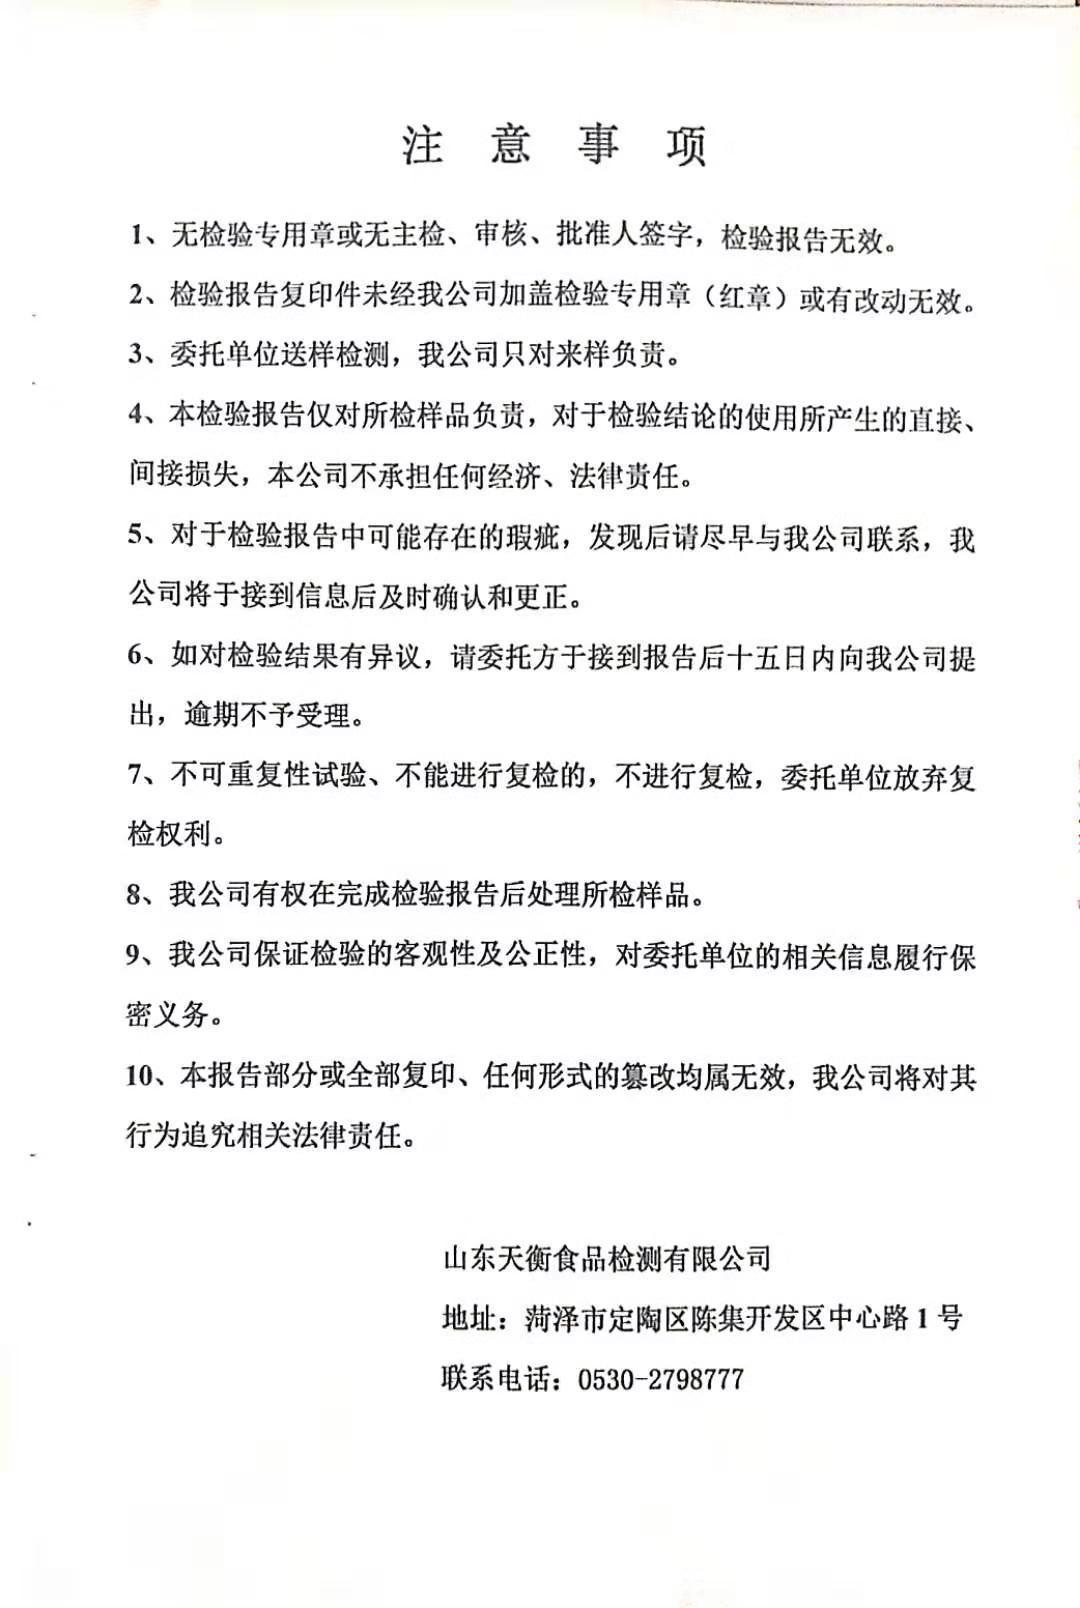 注意事项
1、无检验专用章或无主检、审核、批准人签字，检验报告无效。
2、检验报告复印件未经我公司加盖检验专用章（红章）或有改动无效。
3、委托单位送样检测，我公司只对来样负责。
4、本检验报告仅对所检样品负责，对于检验结论的使用所产生的直接、
间接损失，本公司不承担任何经济、法律责任。
5、对于检验报告中可能存在的瑕疵，发现后请尽早与我公司联系，我
公司将于接到信息后及时确认和更正。
6、如对检验结果有异议，请委托方于接到报告后十五日内向我公司提
出，逾期不予受理。
7、不可重复性试验、不能进行复检的，不进行复检，委托单位放弃复
检权利。
8、我公司有权在完成检验报告后处理所检样品。
9、我公司保证检验的客观性及公正性，对委托单位的相关信息履行保
密义务。
10、本报告部分或全部复印、任何形式的篡改均属无效，我公司将对其
行为追究相关法律责任。
山东天衡食品检测有限公司
地址：菏泽市定陶区陈集开发区中心路1号
联系电话：0530-2798777